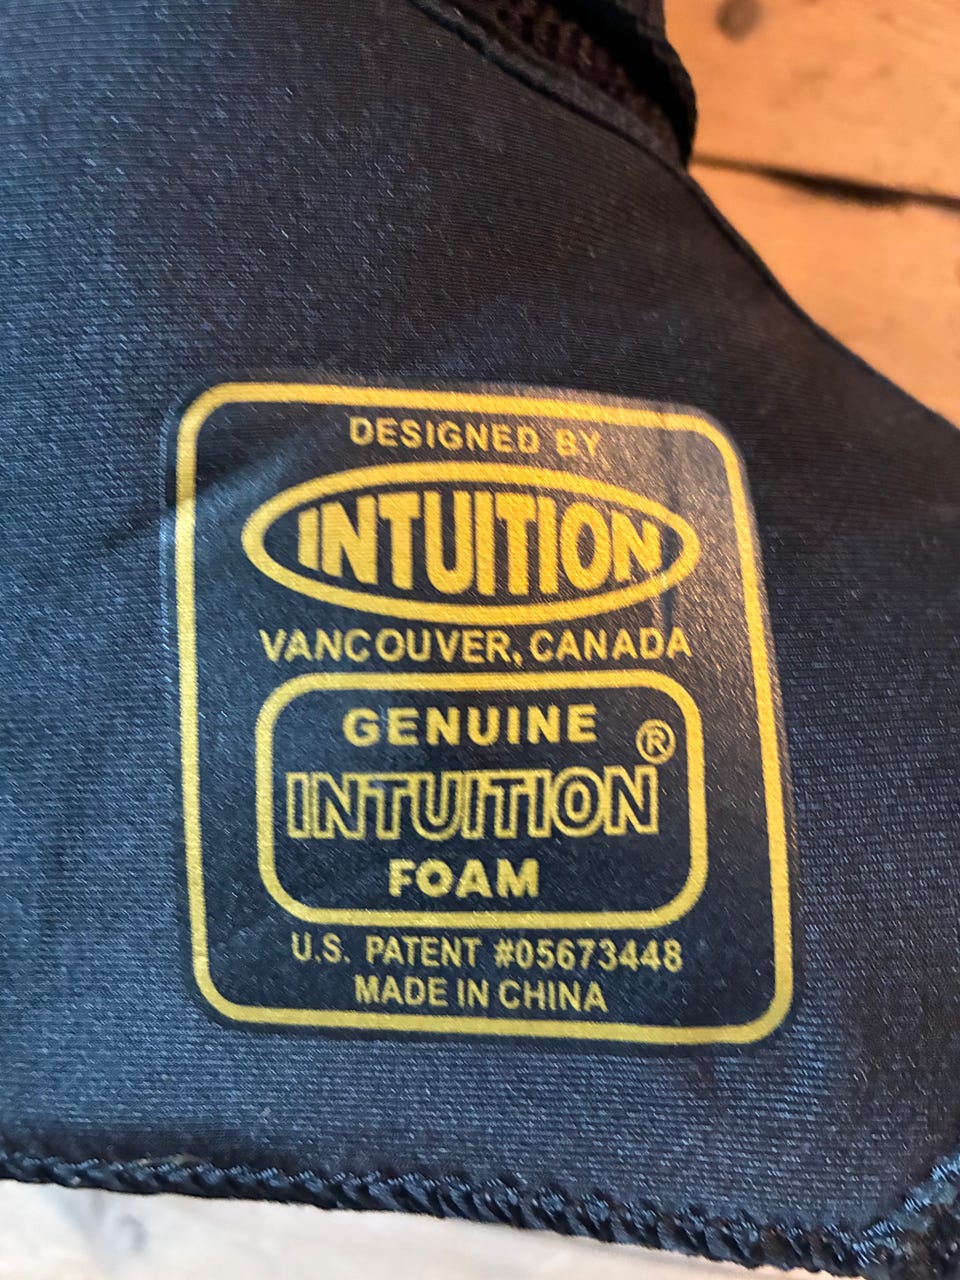 DESIGNED BY
INTUITION
VANCOUVER, CANADA
GENUINE
INTUITION®
FOAM
U.S. PATENT #05673448
MADE IN CHINA